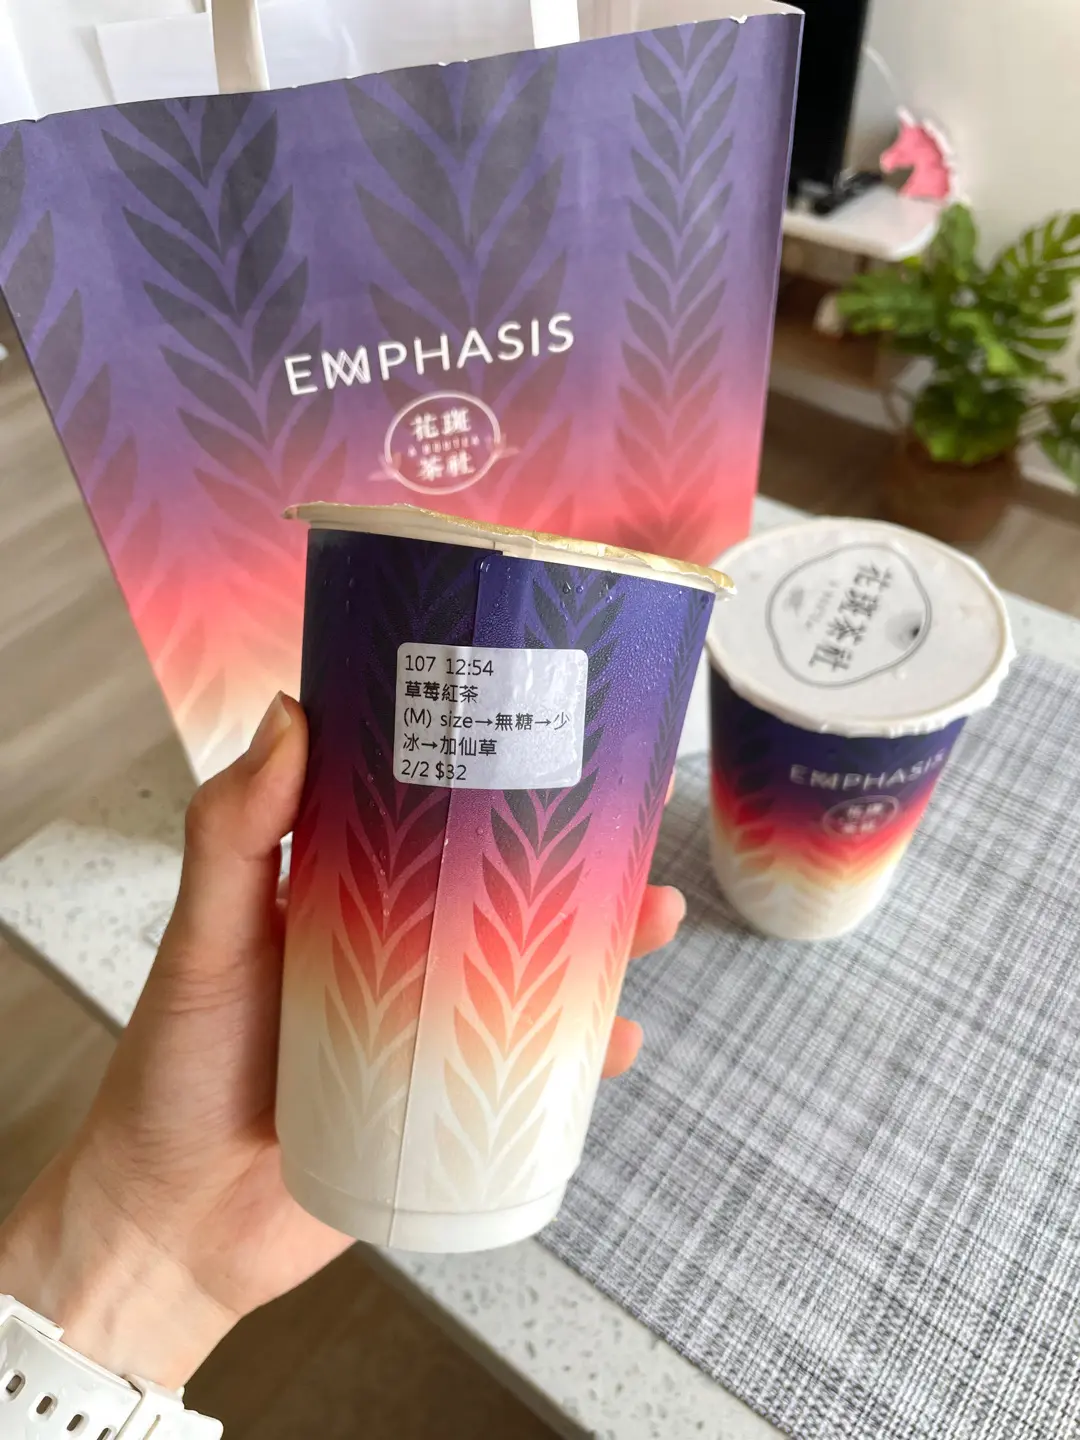 EMPHASIS
花斑
茶社
107 12:54
草莓紅茶
(M) size→無糖→少
冰→加仙草
2/2 $32
花斑茶社
EMPHASIS